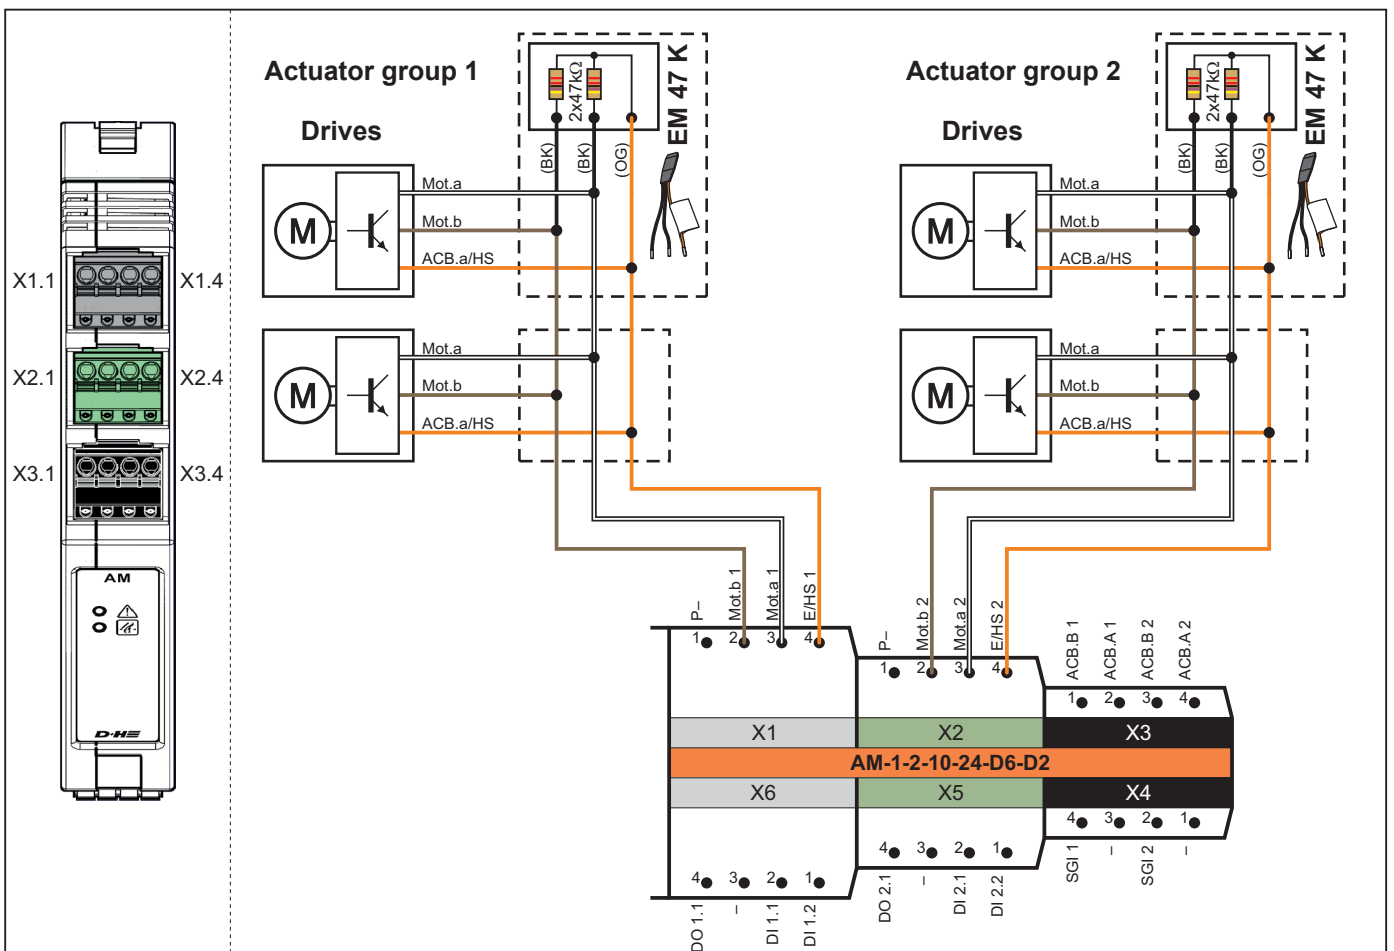 X1.1
X1.4
X2.1
X2.4
X3.1
X3.4
AM
D+H
Actuator group 1
Drives
2x47kΩ
EM 47 K
(BK)
(BK)
(OG)
M
Mot.a
Mot.b
ACB.a/HS
M
Mot.a
Mot.b
ACB.a/HS
Actuator group 2
Drives
2x47kΩ
EM 47 K
(BK)
(BK)
(OG)
M
Mot.a
Mot.b
ACB.a/HS
M
Mot.a
Mot.b
ACB.a/HS
P–
Mot.b 1
Mot.a 1
E/HS 1
1 2 3 4
P–
Mot.b 2
Mot.a 2
E/HS 2
1 2 3 4
ACB.B 1
ACB.A 1
ACB.B 2
ACB.A 2
1 2 3 4
X1 X2 X3
AM-1-2-10-24-D6-D2
X6 X5 X4
4 3 2 1
DO 1.1
–
DI 1.1
DI 1.2
4 3 2 1
DO 2.1
–
DI 2.1
DI 2.2
4 3 2 1
SGI 1
–
SGI 2
–